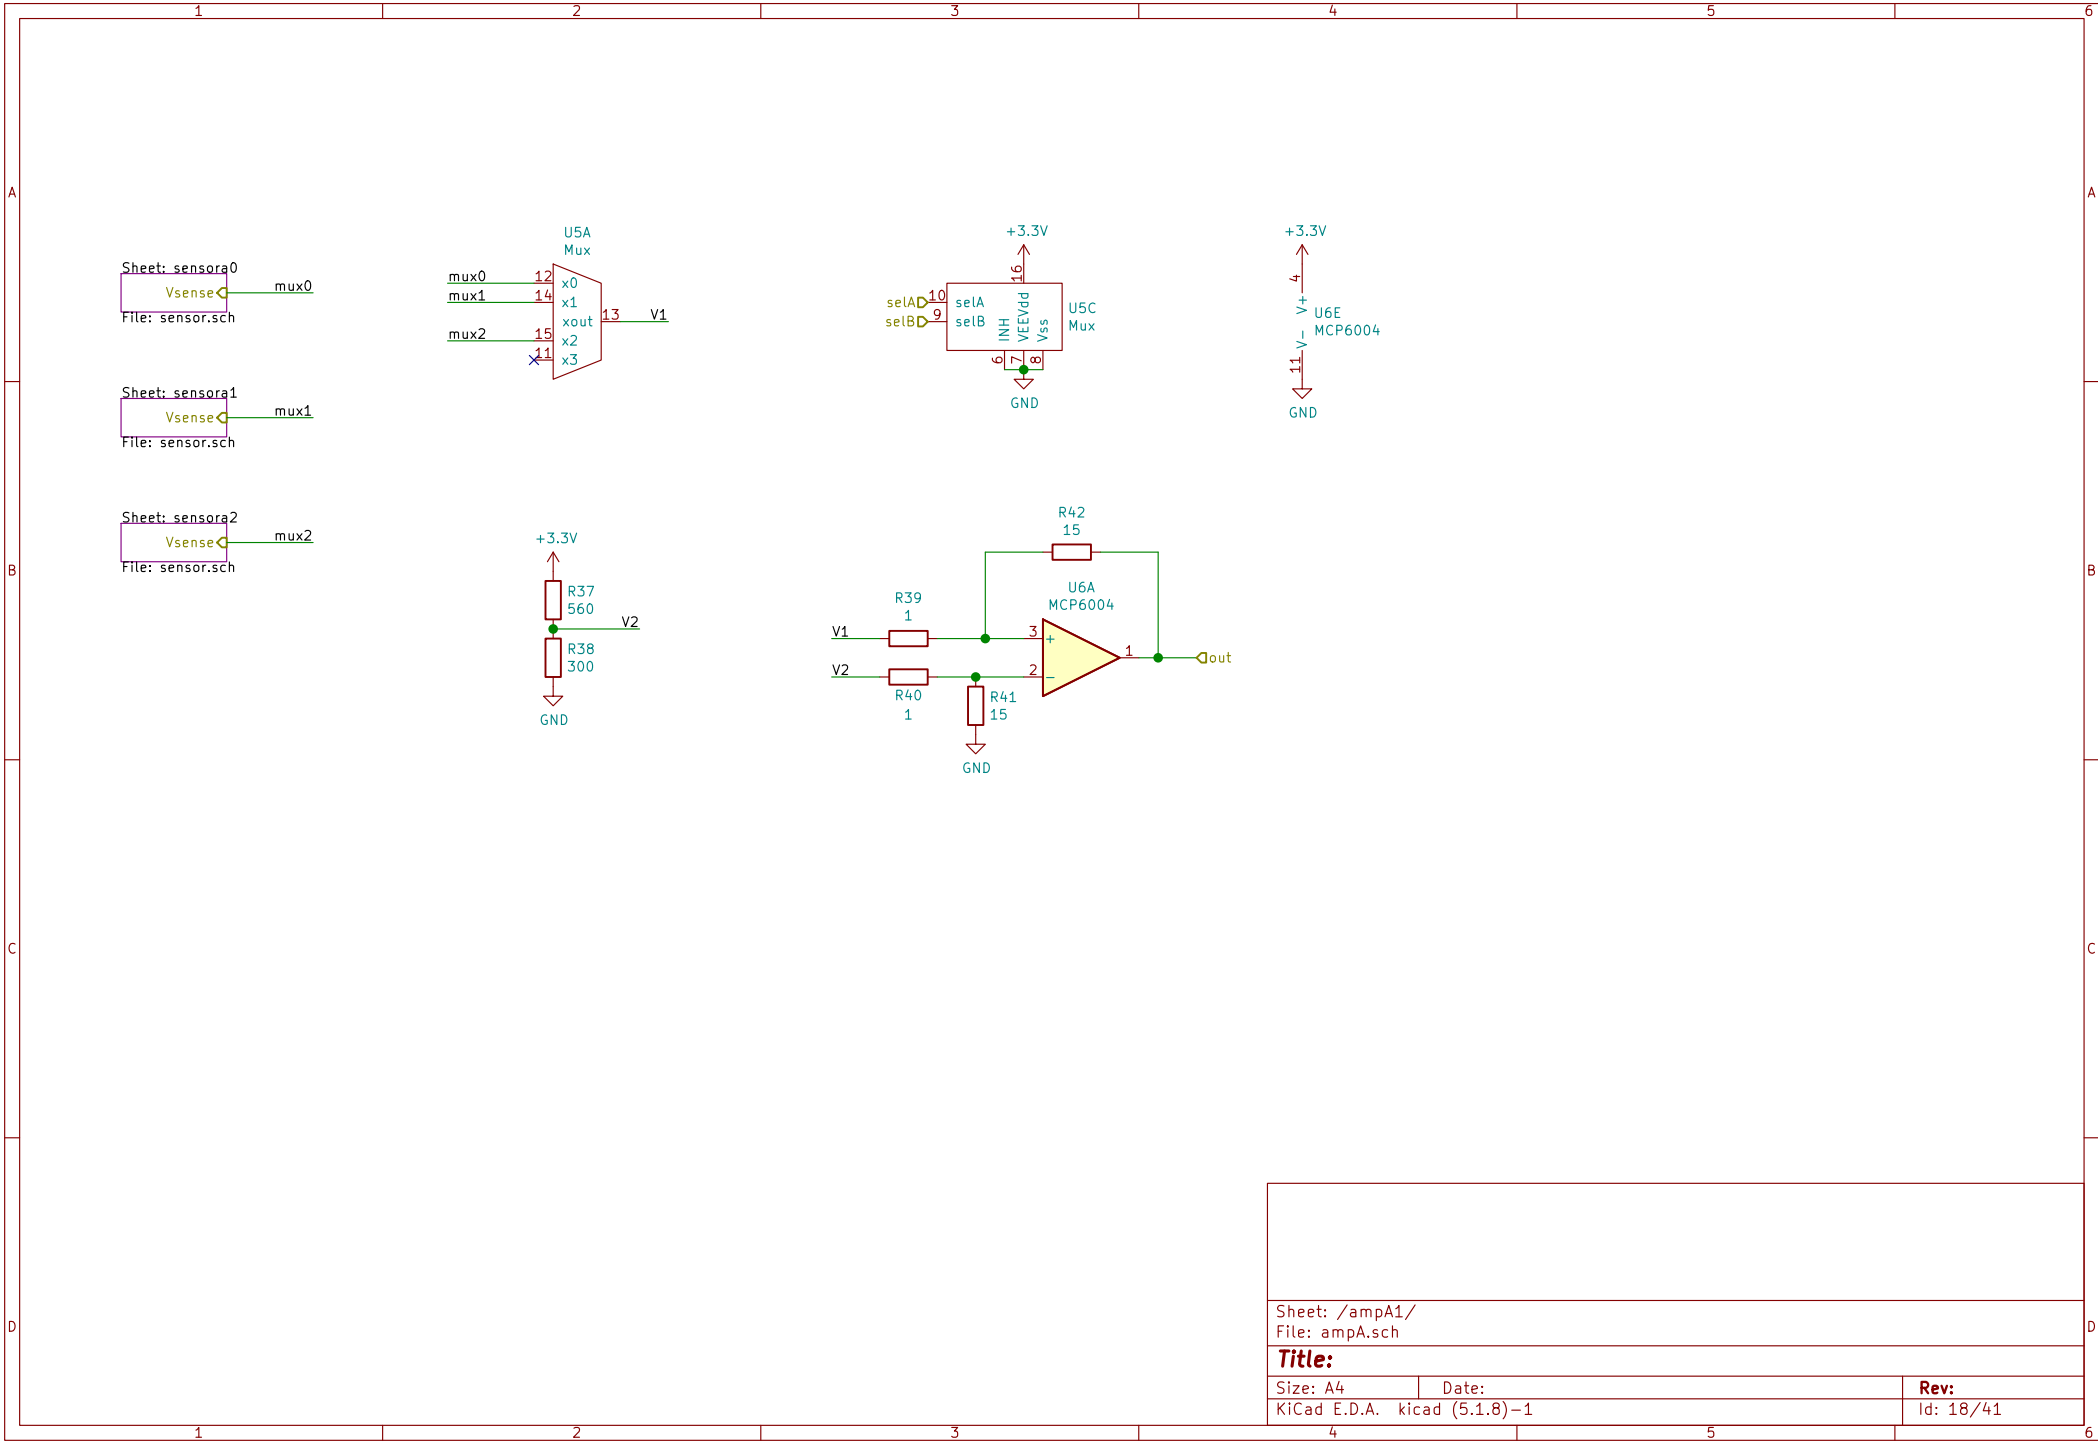 1 2 3 4 5 6
A A
Sheet: sensora0
Vsense
File: sensor.sch
mux0
Sheet: sensora1
Vsense
File: sensor.sch
mux1
Sheet: sensora2
Vsense
File: sensor.sch
mux2
U5A
Mux
mux0 12 x0
mux1 14 x1
xout 13 V1
mux2 15 x2
11 x3
+3.3V
16
selA 10 selA
selB 9 selB
INH VEE Vdd Vss
6 7 8
U5C
Mux
GND
+3.3V
4 V+
U6E
MCP6004
V- 11
GND
B B
+3.3V
R37
560
V2
R38
300
GND
R42
15
U6A
MCP6004
R39
1
V1 3 +
1 out
V2 2 -
R40
1
R41
15
GND
C C
D D
Sheet: /ampA1/
File: ampA.sch
Title:
Size: A4 Date: Rev:
KiCad E.D.A. kicad (5.1.8)-1 Id: 18/41
1 2 3 4 5 6